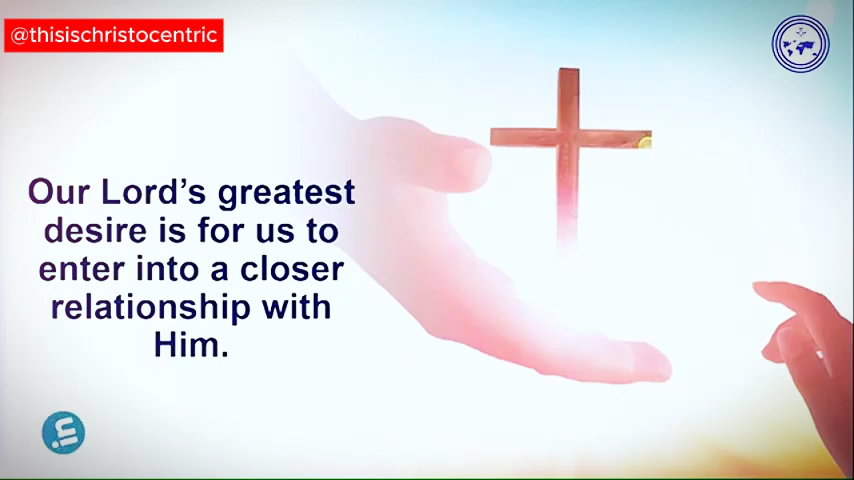 @thisischristocentric
Our Lord's greatest
desire is for us to
enter into a closer
relationship with
Him.